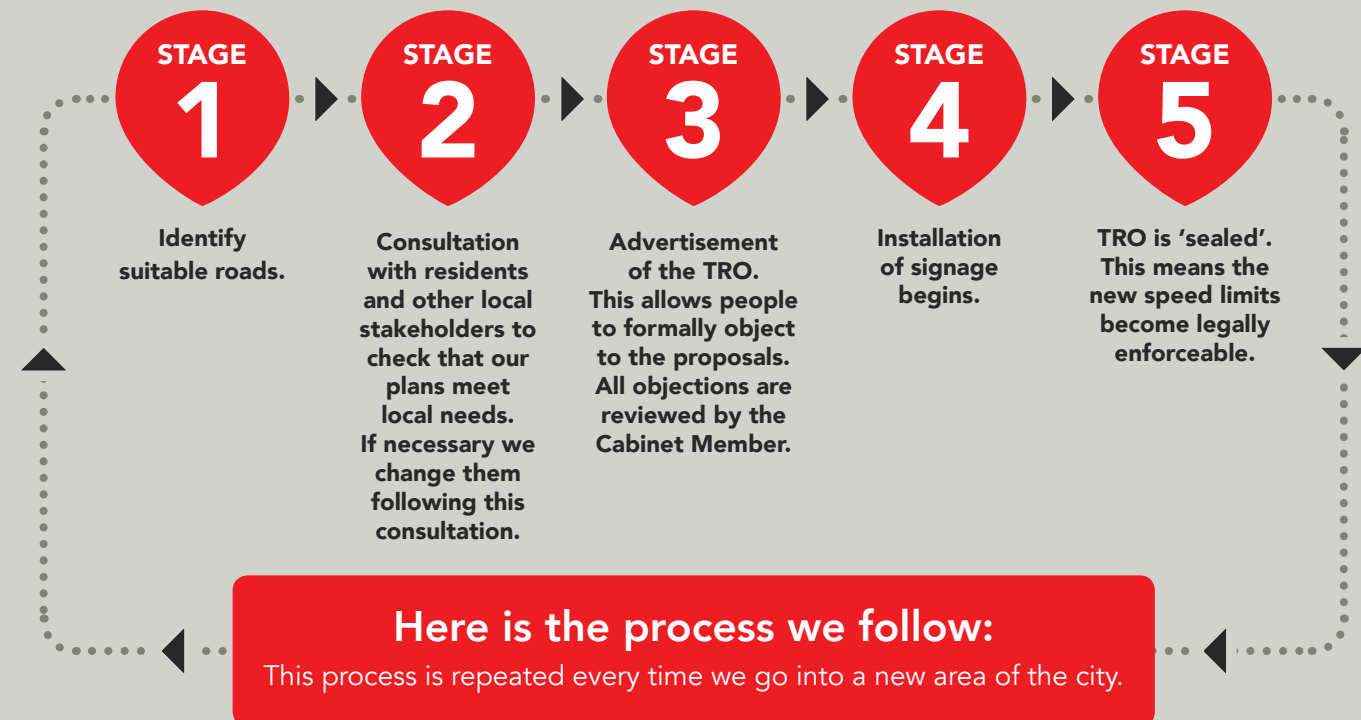 STAGE
1
Identify
suitable roads.
STAGE
2
Consultation
with residents
and other local
stakeholders to
check that our
plans meet
local needs.
If necessary we
change them
following this
consultation.
STAGE
3
Advertisement
of the TRO.
This allows people
to formally object
to the proposals.
All objections are
reviewed by the
Cabinet Member.
STAGE
4
Installation
of signage
begins.
STAGE
5
TRO is ‘sealed’.
This means the
new speed limits
become legally
enforceable.
Here is the process we follow:
This process is repeated every time we go into a new area of the city.